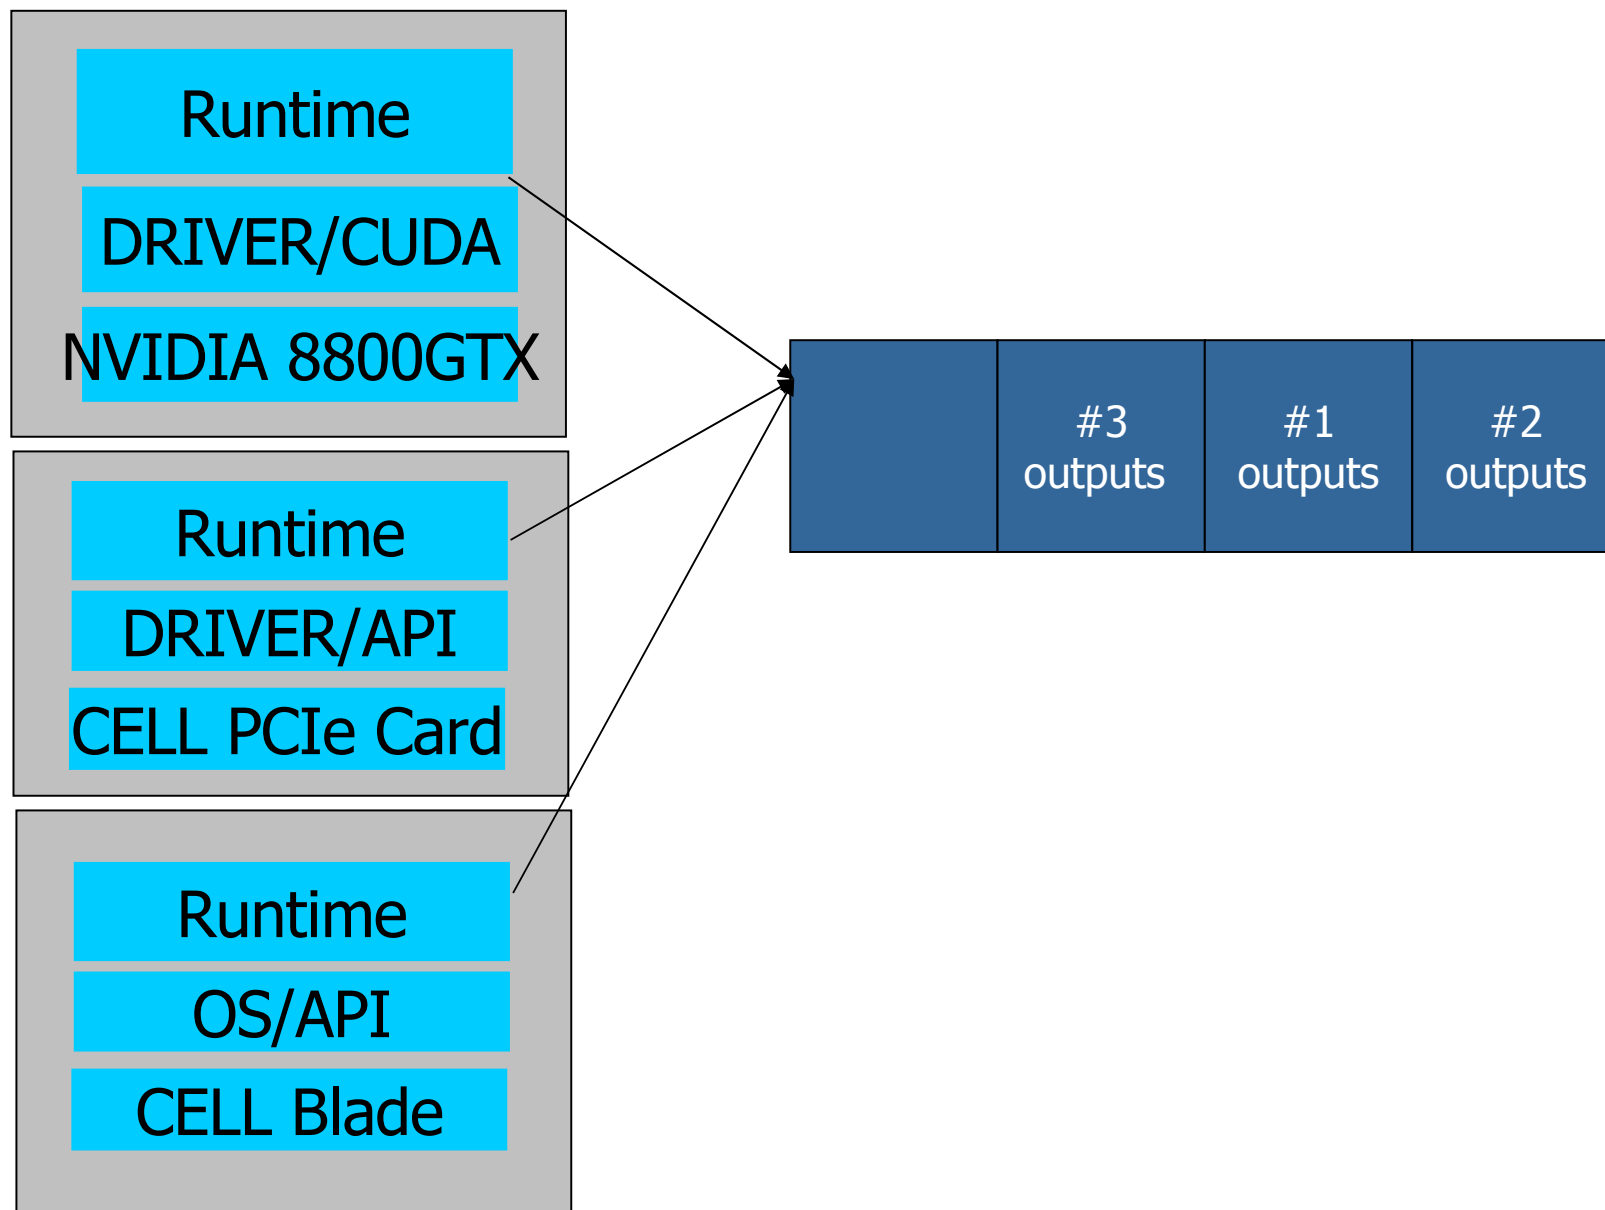 Runtime
DRIVER/CUDA
NVIDIA 8800GTX
Runtime
DRIVER/API
CELL PCIe Card
Runtime
OS/API
CELL Blade
#3
outputs
#1
outputs
#2
outputs